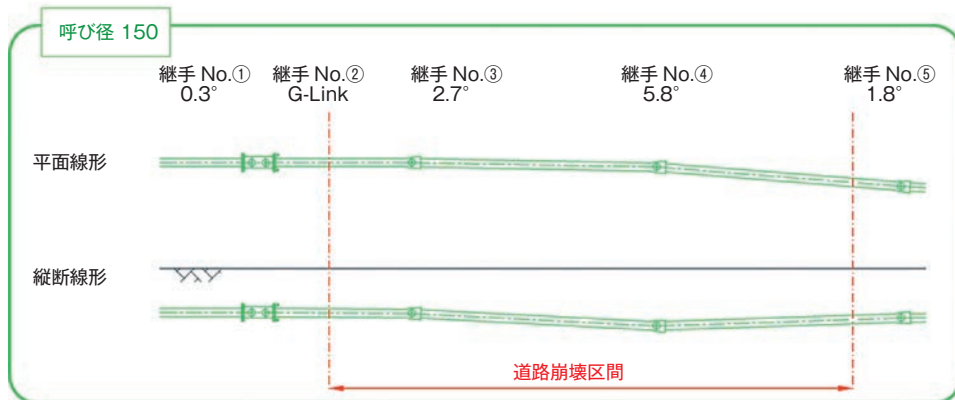 呼び径 150
継手 No.①
0.3°
継手 No.②
G-Link
継手 No.③
2.7°
継手 No.④
5.8°
継手 No.⑤
1.8°
平面線形
縦断線形
道路崩壊区間